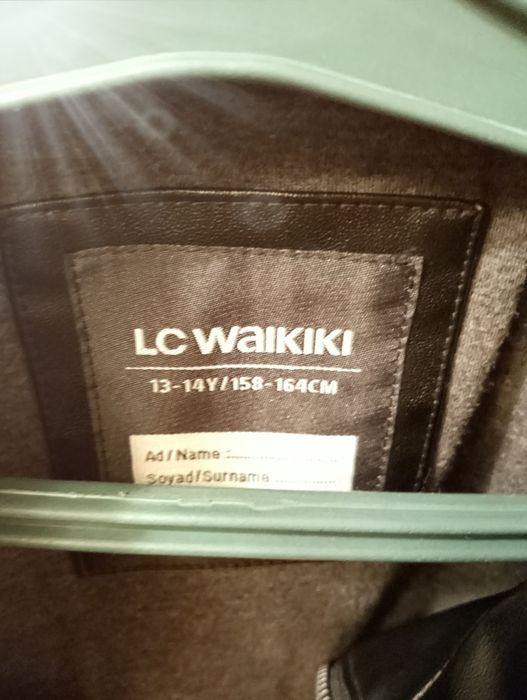 LC WAIKIKI
13-14Y/158-164CM
Ad/Name :..................
Soyad/Surname ..............